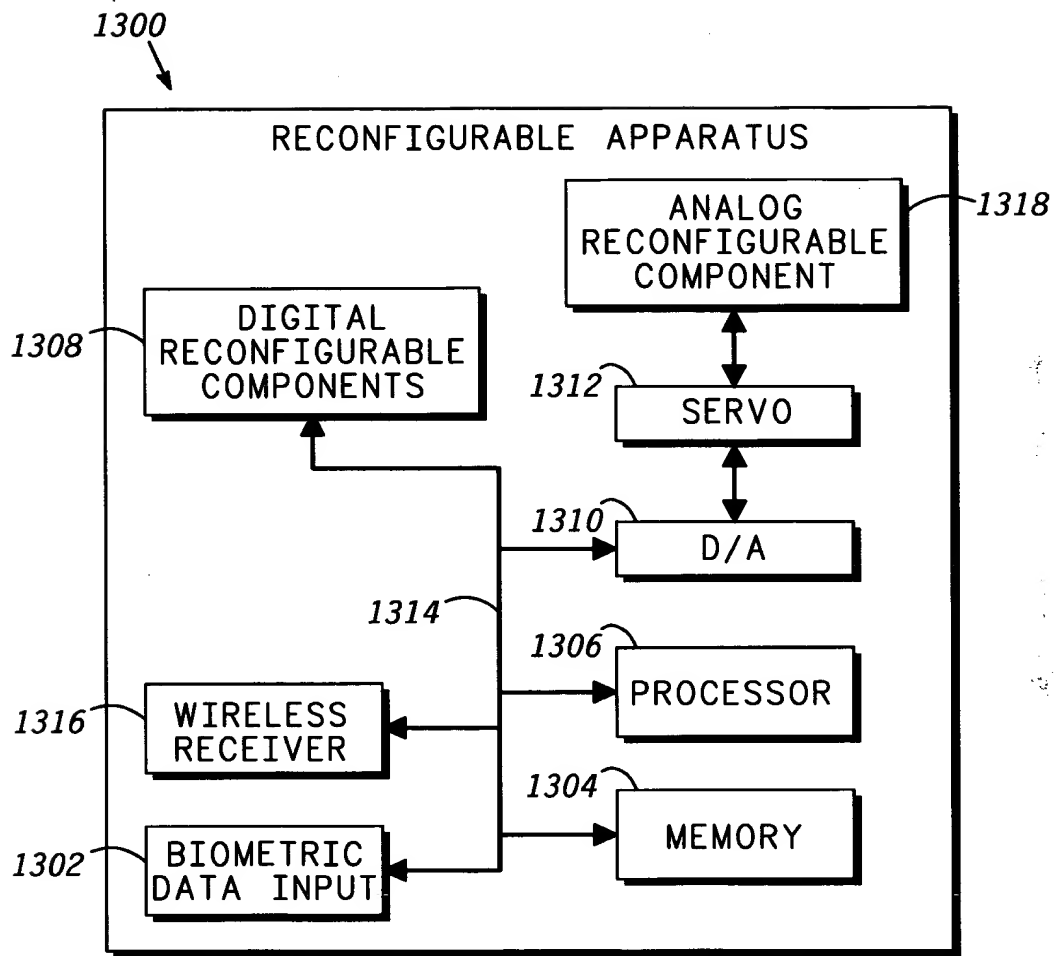 1300
RECONFIGURABLE APPARATUS
ANALOG
RECONFIGURABLE
COMPONENT
1318
DIGITAL
RECONFIGURABLE
COMPONENTS
1308
1312
SERVO
1310
D/A
1314
1306
PROCESSOR
1316
WIRELESS
RECEIVER
1304
MEMORY
1302
BIOMETRIC
DATA INPUT